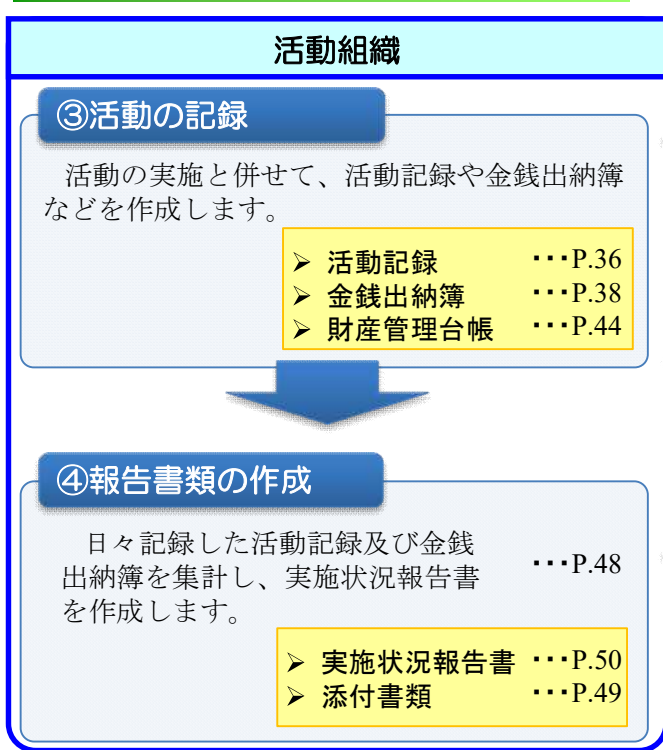 活動組織
③活動の記録
活動の実施と併せて、活動記録や金銭出納簿
などを作成します。
➢ 活動記録 ･･･P.36
➢ 金銭出納簿 ･･･P.38
➢ 財産管理台帳 ･･･P.44
④報告書類の作成
日々記録した活動記録及び金銭
出納簿を集計し、実施状況報告書 ･･･P.48
を作成します。
➢ 実施状況報告書 ･･･P.50
➢ 添付書類 ･･･P.49